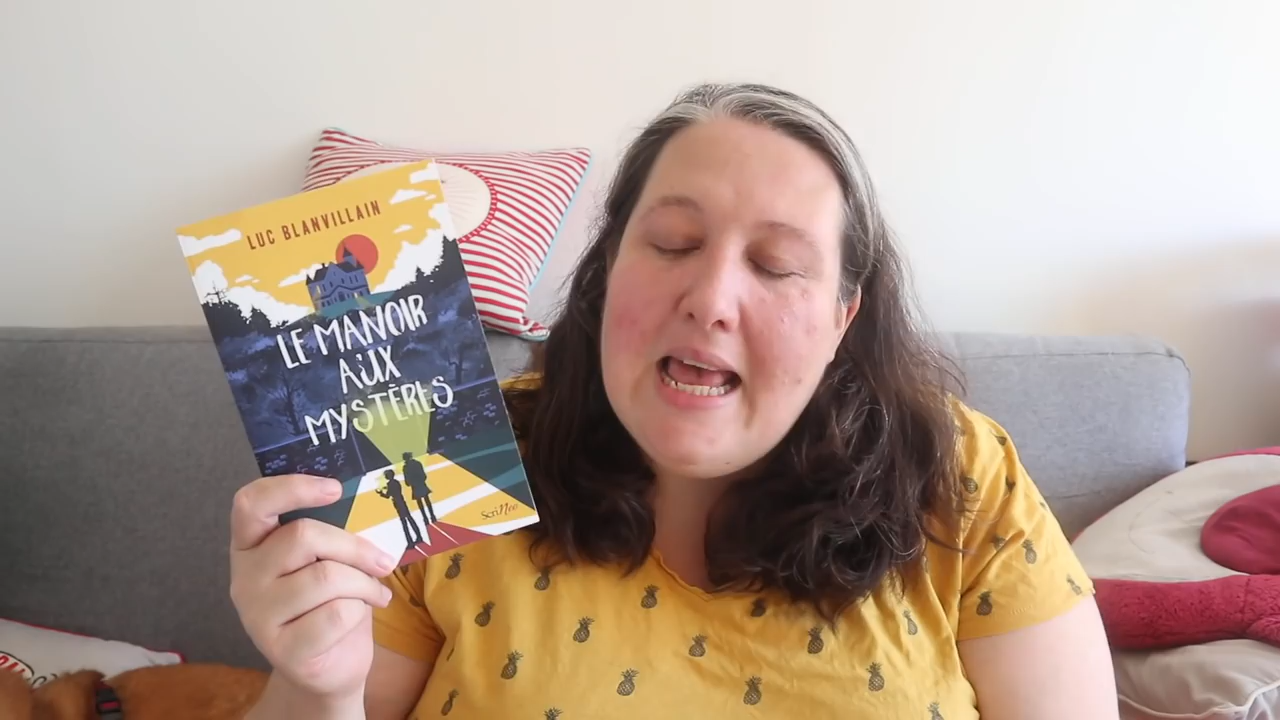 LUC BLANVILLAIN
LE MANOIR
AUX
MYSTÈRES
ScriNeo